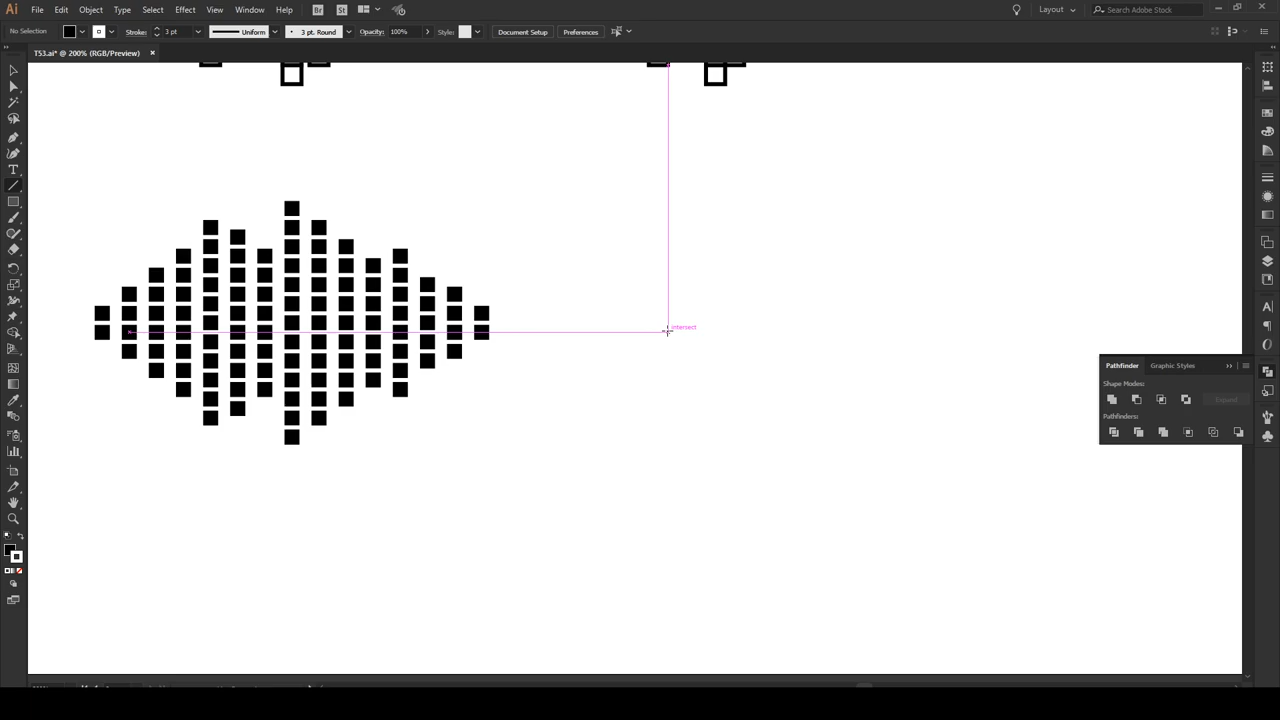 Ai File Edit Object Type Select Effect View Window Help Br St Layout Search Adobe Stock
No Selection Stroke: 3 pt Uniform 3 pt. Round Opacity: 100% Style: Document Setup Preferences
T53.ai* @ 200% (RGB/Preview)
intersect
Pathfinder Graphic Styles
Shape Modes:
Expand
Pathfinders: